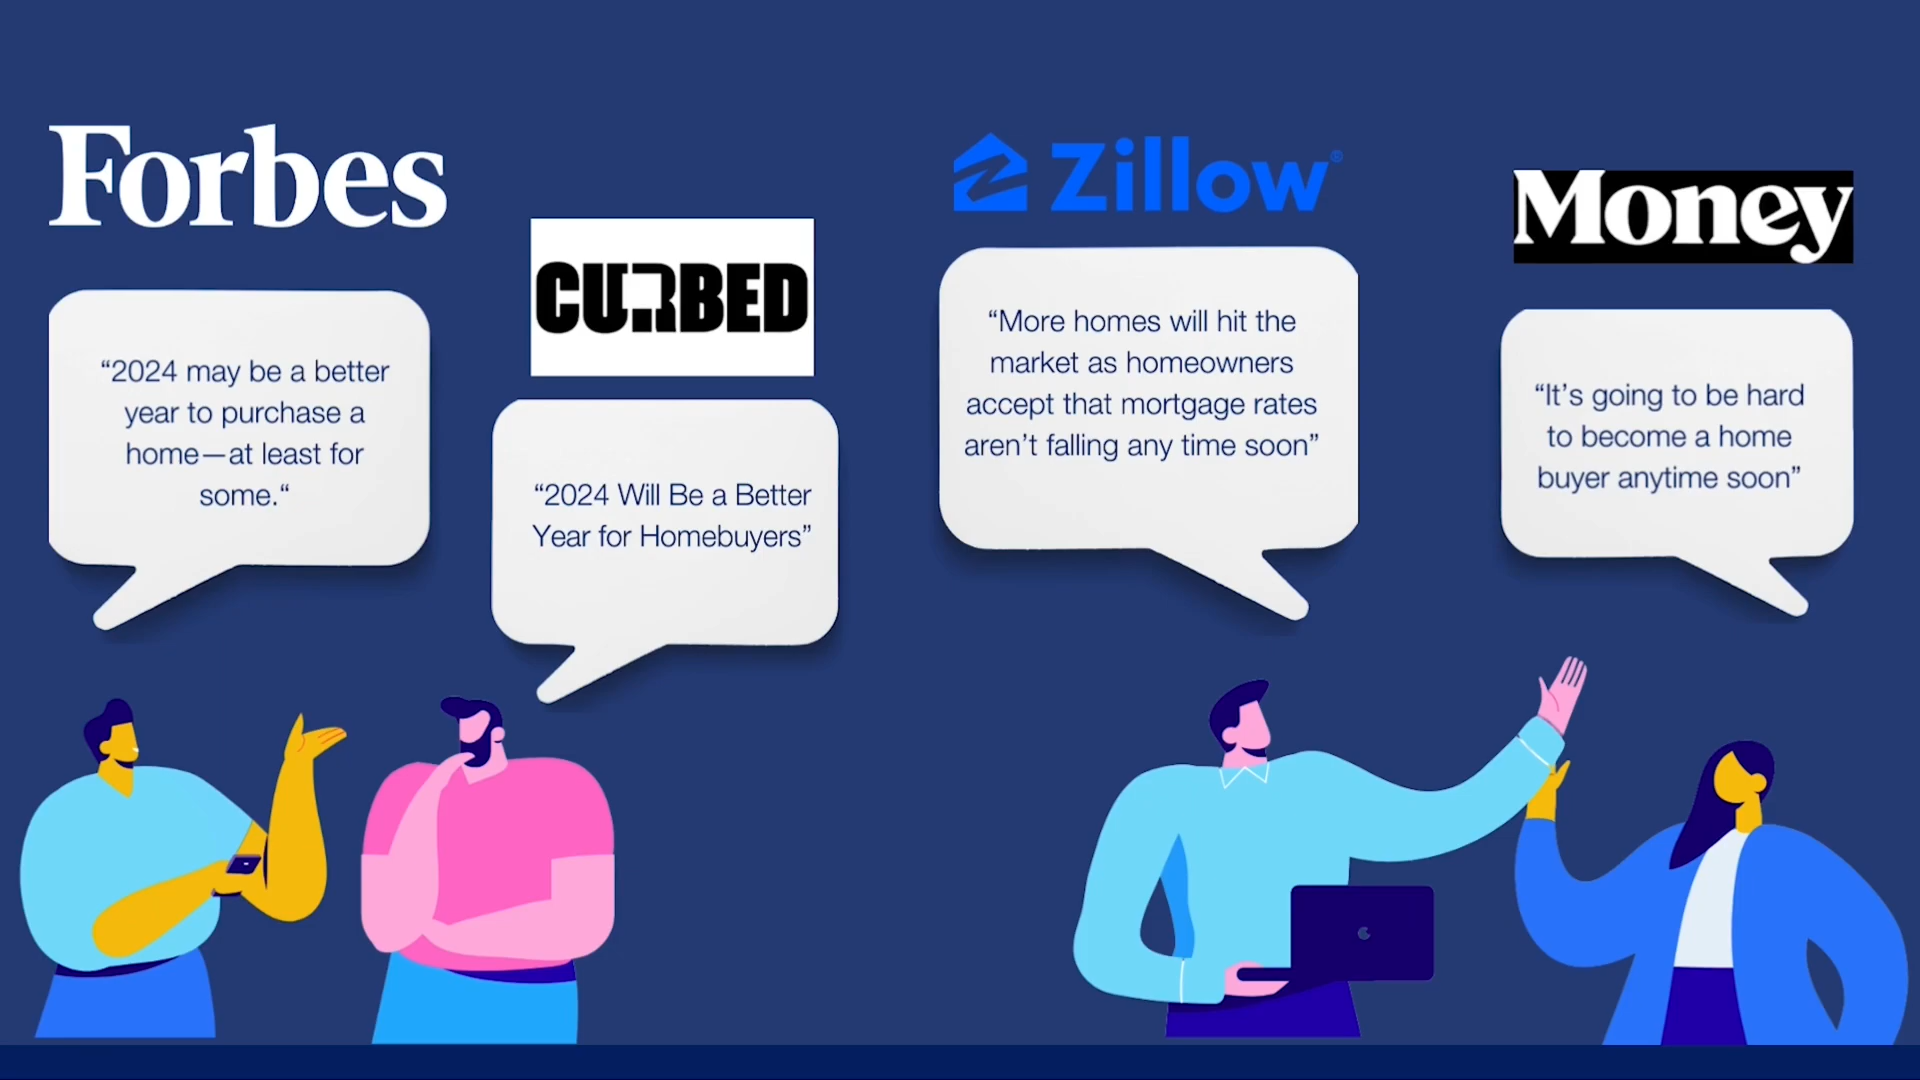 Forbes
“2024 may be a better
year to purchase a
home—at least for
some.“
CURBED
“2024 Will Be a Better
Year for Homebuyers”
Zillow®
“More homes will hit the
market as homeowners
accept that mortgage rates
aren’t falling any time soon”
Money
“It’s going to be hard
to become a home
buyer anytime soon”